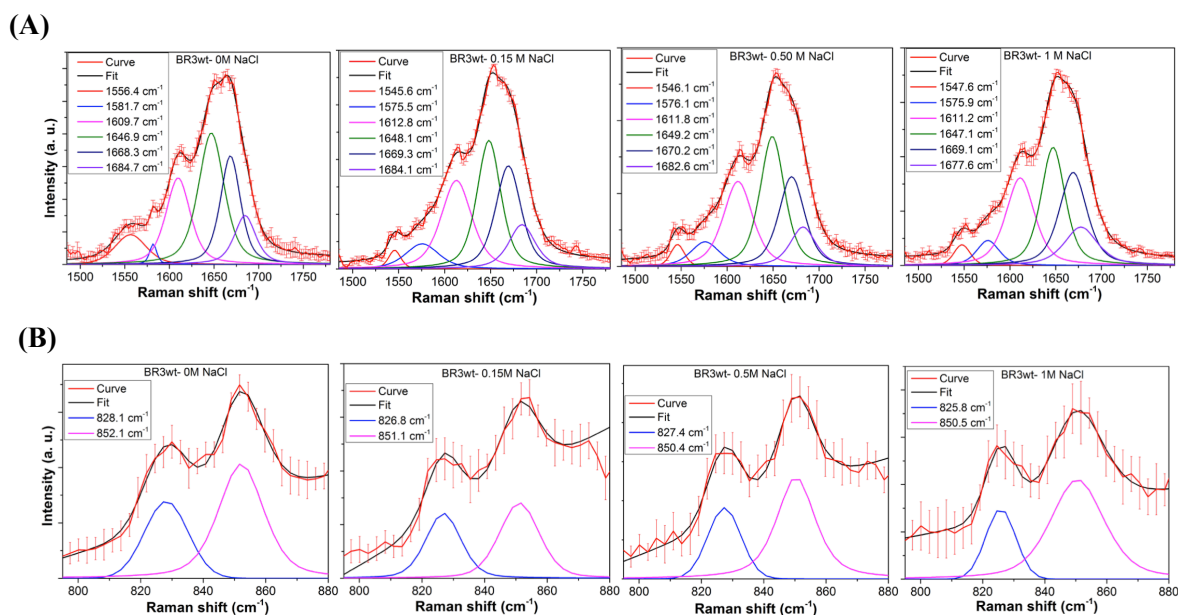 (A)
BR3wt- 0M NaCl
Curve
Fit
1556.4 cm⁻¹
1581.7 cm⁻¹
1609.7 cm⁻¹
1646.9 cm⁻¹
1668.3 cm⁻¹
1684.7 cm⁻¹
Intensity (a. u.)
1500 1550 1600 1650 1700 1750
Raman shift (cm⁻¹)
BR3wt- 0.15 M NaCl
Curve
Fit
1545.6 cm⁻¹
1575.5 cm⁻¹
1612.8 cm⁻¹
1648.1 cm⁻¹
1669.3 cm⁻¹
1684.1 cm⁻¹
1500 1550 1600 1650 1700 1750
Raman shift (cm⁻¹)
BR3wt- 0.50 M NaCl
Curve
Fit
1546.1 cm⁻¹
1576.1 cm⁻¹
1611.8 cm⁻¹
1649.2 cm⁻¹
1670.2 cm⁻¹
1682.6 cm⁻¹
1500 1550 1600 1650 1700 1750
Raman shift (cm⁻¹)
BR3wt- 1 M NaCl
Curve
Fit
1547.6 cm⁻¹
1575.9 cm⁻¹
1611.2 cm⁻¹
1647.1 cm⁻¹
1669.1 cm⁻¹
1677.6 cm⁻¹
1500 1550 1600 1650 1700 1750
Raman shift (cm⁻¹)
(B)
BR3wt- 0M NaCl
Curve
Fit
828.1 cm⁻¹
852.1 cm⁻¹
Intensity (a. u.)
800 820 840 860 880
Raman shift (cm⁻¹)
BR3wt- 0.15M NaCl
Curve
Fit
826.8 cm⁻¹
851.1 cm⁻¹
800 820 840 860 880
Raman shift (cm⁻¹)
BR3wt- 0.5M NaCl
Curve
Fit
827.4 cm⁻¹
850.4 cm⁻¹
800 820 840 860 880
Raman shift (cm⁻¹)
BR3wt- 1M NaCl
Curve
Fit
825.8 cm⁻¹
850.5 cm⁻¹
800 820 840 860 880
Raman shift (cm⁻¹)